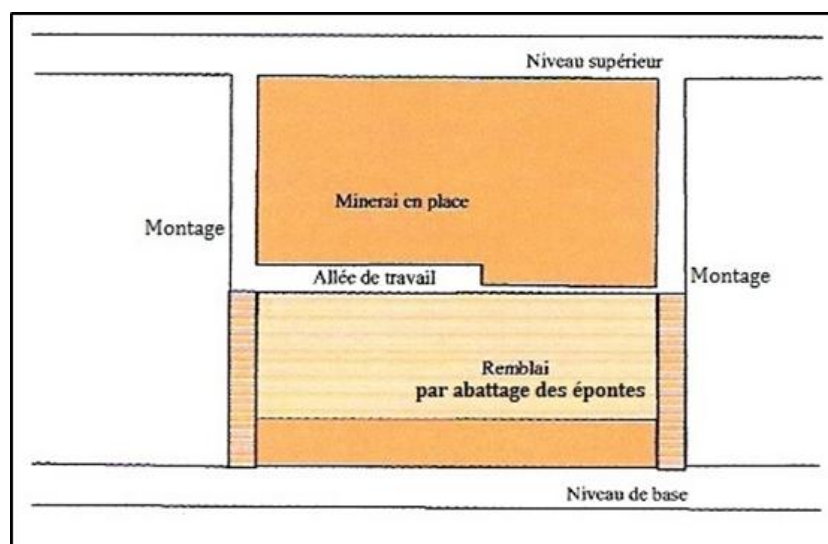 Niveau supérieur
Minerai en place
Montage
Allée de travail
Montage
Remblai
par abattage des épontes
Niveau de base